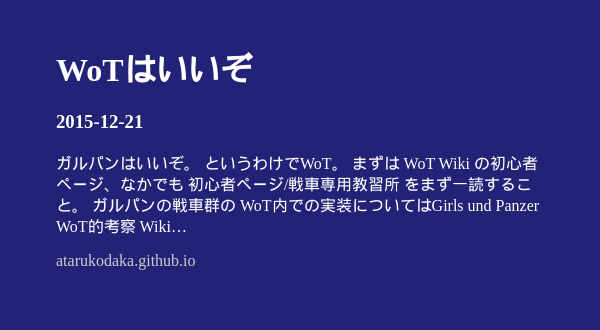 WoTはいいぞ
2015-12-21
ガルパンはいいぞ。 というわけでWoT。 まずは WoT Wiki の初心者
ページ、なかでも 初心者ページ/戦車専用教習所 をまず一読するこ
と。 ガルパンの戦車群の WoT内での実装についてはGirls und Panzer
WoT的考察 Wiki…
atarukodaka.github.io